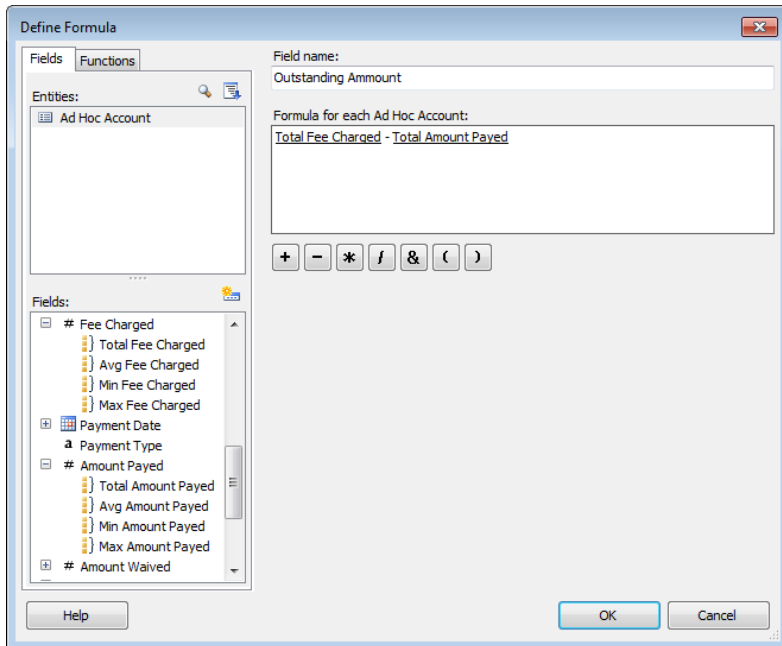 Define Formula
Fields
Functions
Entities:
Ad Hoc Account
Fields:
# Fee Charged
Total Fee Charged
Avg Fee Charged
Min Fee Charged
Max Fee Charged
Payment Date
a Payment Type
# Amount Payed
Total Amount Payed
Avg Amount Payed
Min Amount Payed
Max Amount Payed
# Amount Waived
Field name:
Outstanding Ammount
Formula for each Ad Hoc Account:
Total Fee Charged - Total Amount Payed
+ − * / & ( )
Help
OK
Cancel